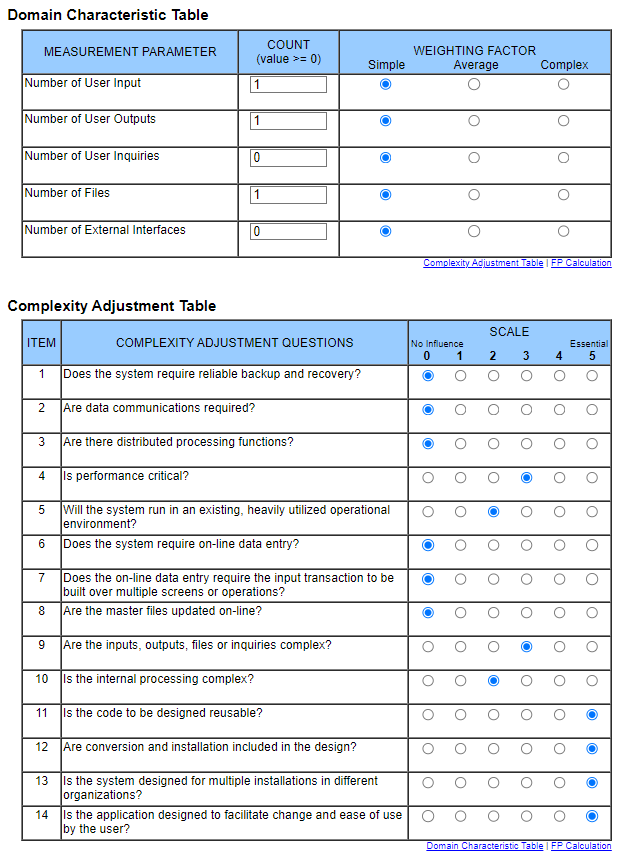 Domain Characteristic Table
MEASUREMENT PARAMETER
COUNT
(value >= 0)
WEIGHTING FACTOR
Simple Average Complex
Number of User Input 1
Number of User Outputs 1
Number of User Inquiries 0
Number of Files 1
Number of External Interfaces 0
Complexity Adjustment Table | FP Calculation
Complexity Adjustment Table
ITEM
COMPLEXITY ADJUSTMENT QUESTIONS
SCALE
No Influence Essential
0 1 2 3 4 5
1 Does the system require reliable backup and recovery?
2 Are data communications required?
3 Are there distributed processing functions?
4 Is performance critical?
5 Will the system run in an existing, heavily utilized operational
environment?
6 Does the system require on-line data entry?
7 Does the on-line data entry require the input transaction to be
built over multiple screens or operations?
8 Are the master files updated on-line?
9 Are the inputs, outputs, files or inquiries complex?
10 Is the internal processing complex?
11 Is the code to be designed reusable?
12 Are conversion and installation included in the design?
13 Is the system designed for multiple installations in different
organizations?
14 Is the application designed to facilitate change and ease of use
by the user?
Domain Characteristic Table | FP Calculation